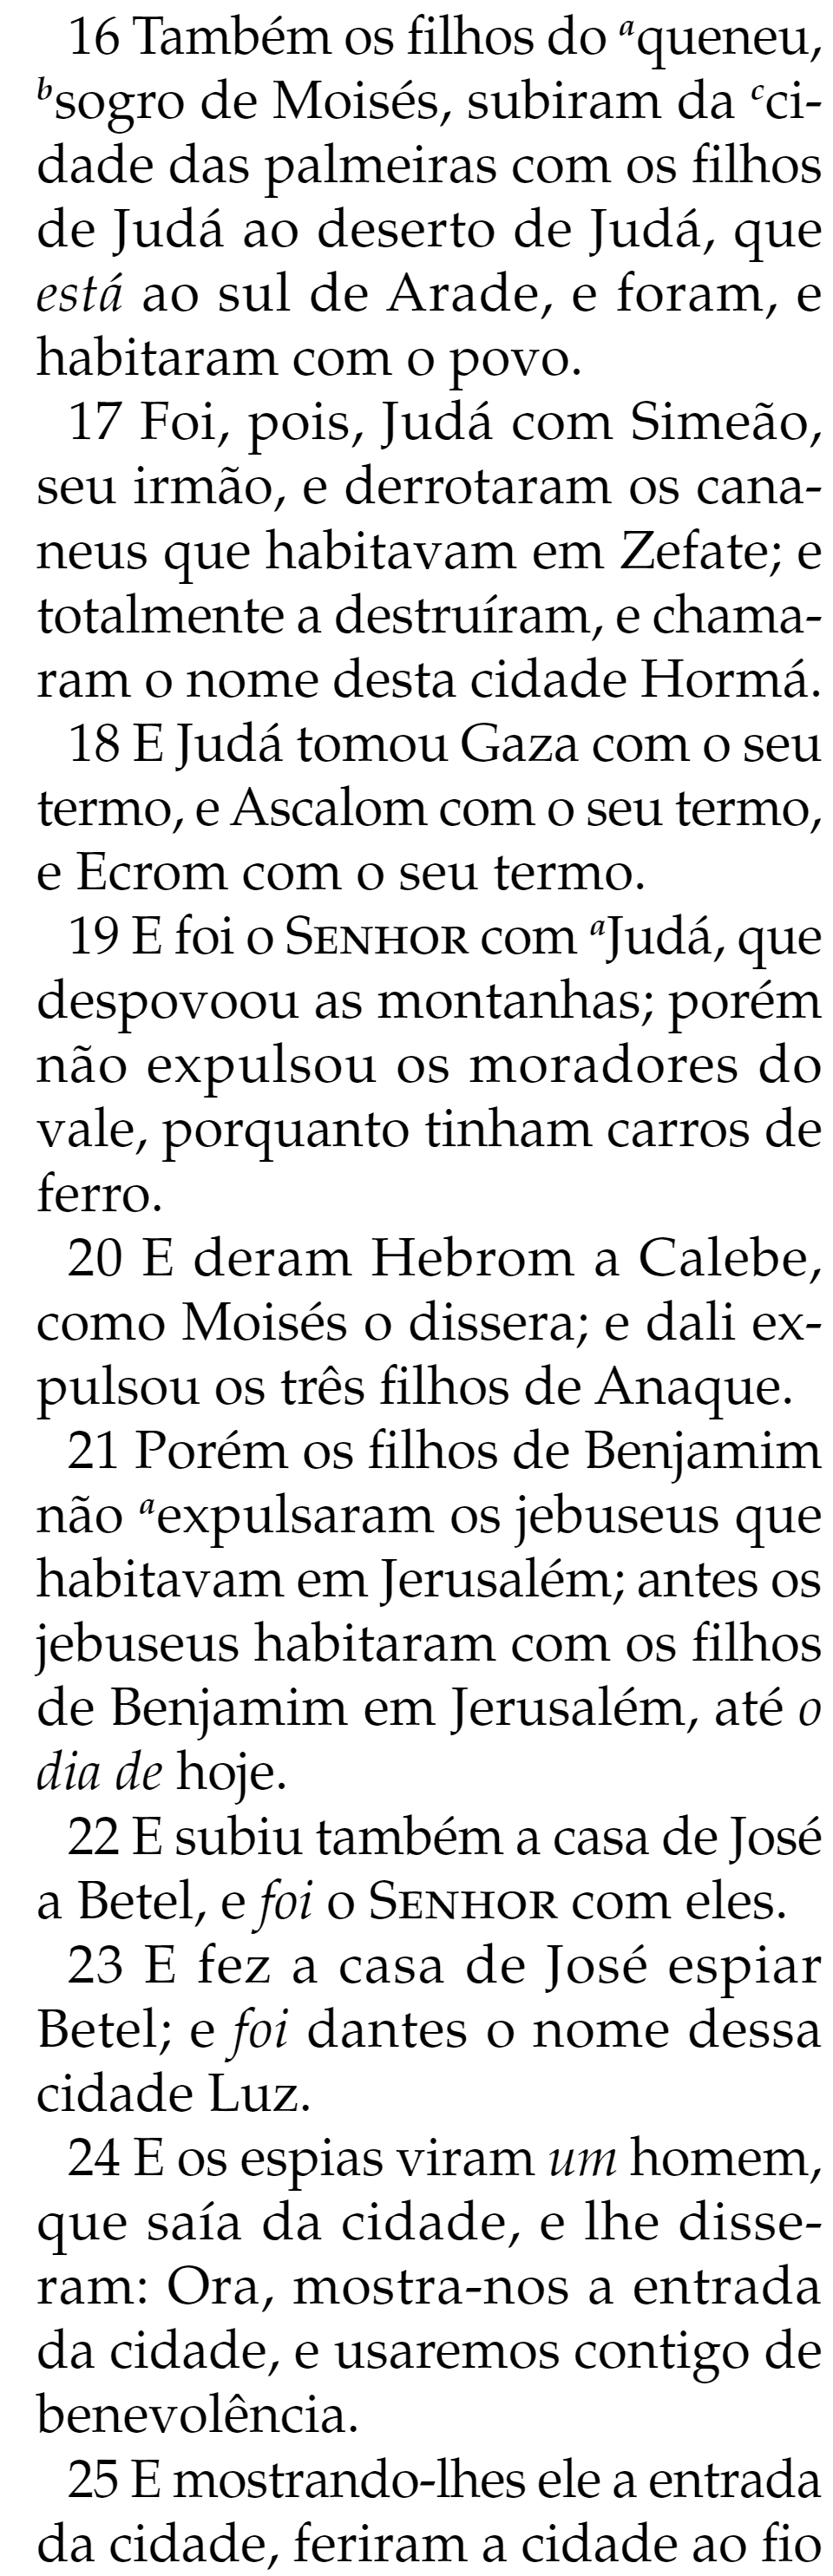 16 Também os filhos do aqueneu,
bsogro de Moisés, subiram da cci-
dade das palmeiras com os filhos
de Judá ao deserto de Judá, que
está ao sul de Arade, e foram, e
habitaram com o povo.
17 Foi, pois, Judá com Simeão,
seu irmão, e derrotaram os cana-
neus que habitavam em Zefate; e
totalmente a destruíram, e chama-
ram o nome desta cidade Hormá.
18 E Judá tomou Gaza com o seu
termo, e Ascalom com o seu termo,
e Ecrom com o seu termo.
19 E foi o SENHOR com aJudá, que
despovoou as montanhas; porém
não expulsou os moradores do
vale, porquanto tinham carros de
ferro.
20 E deram Hebrom a Calebe,
como Moisés o dissera; e dali ex-
pulsou os três filhos de Anaque.
21 Porém os filhos de Benjamim
não aexpulsaram os jebuseus que
habitavam em Jerusalém; antes os
jebuseus habitaram com os filhos
de Benjamim em Jerusalém, até o
dia de hoje.
22 E subiu também a casa de José
a Betel, e foi o SENHOR com eles.
23 E fez a casa de José espiar
Betel; e foi dantes o nome dessa
cidade Luz.
24 E os espias viram um homem,
que saía da cidade, e lhe disse-
ram: Ora, mostra-nos a entrada
da cidade, e usaremos contigo de
benevolência.
25 E mostrando-lhes ele a entrada
da cidade, feriram a cidade ao fio